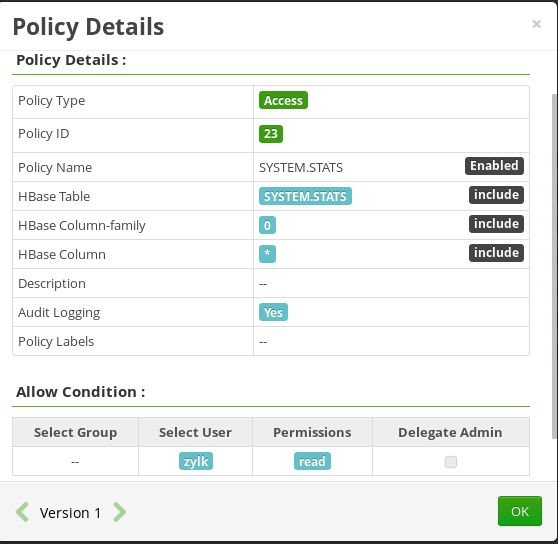 Policy Details
×
Policy Details :
Policy Type Access
Policy ID 23
Policy Name SYSTEM.STATS Enabled
HBase Table SYSTEM.STATS include
HBase Column-family 0 include
HBase Column * include
Description --
Audit Logging Yes
Policy Labels --
Allow Condition :
Select Group Select User Permissions Delegate Admin
-- zylk read
Version 1 OK